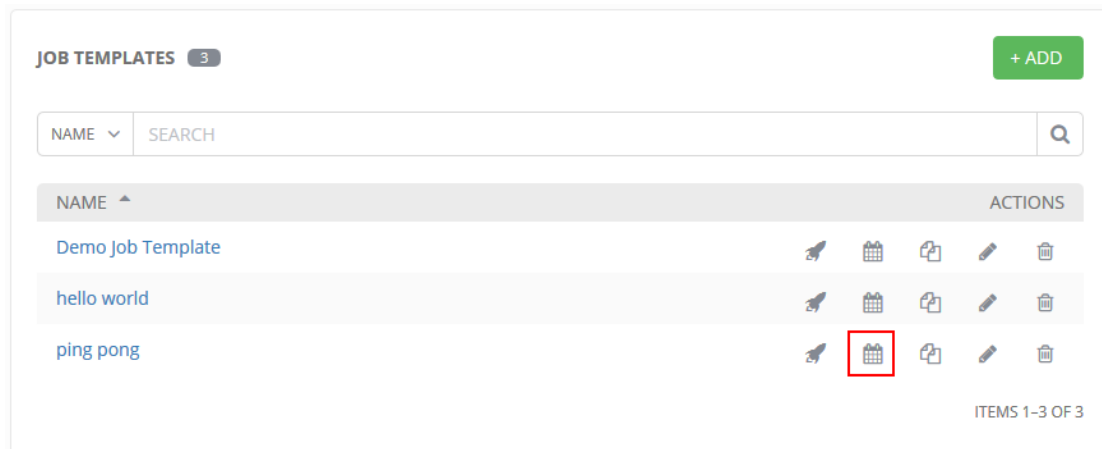 JOB TEMPLATES 3
+ ADD
NAME SEARCH
NAME ACTIONS
Demo Job Template
hello world
ping pong
ITEMS 1–3 OF 3